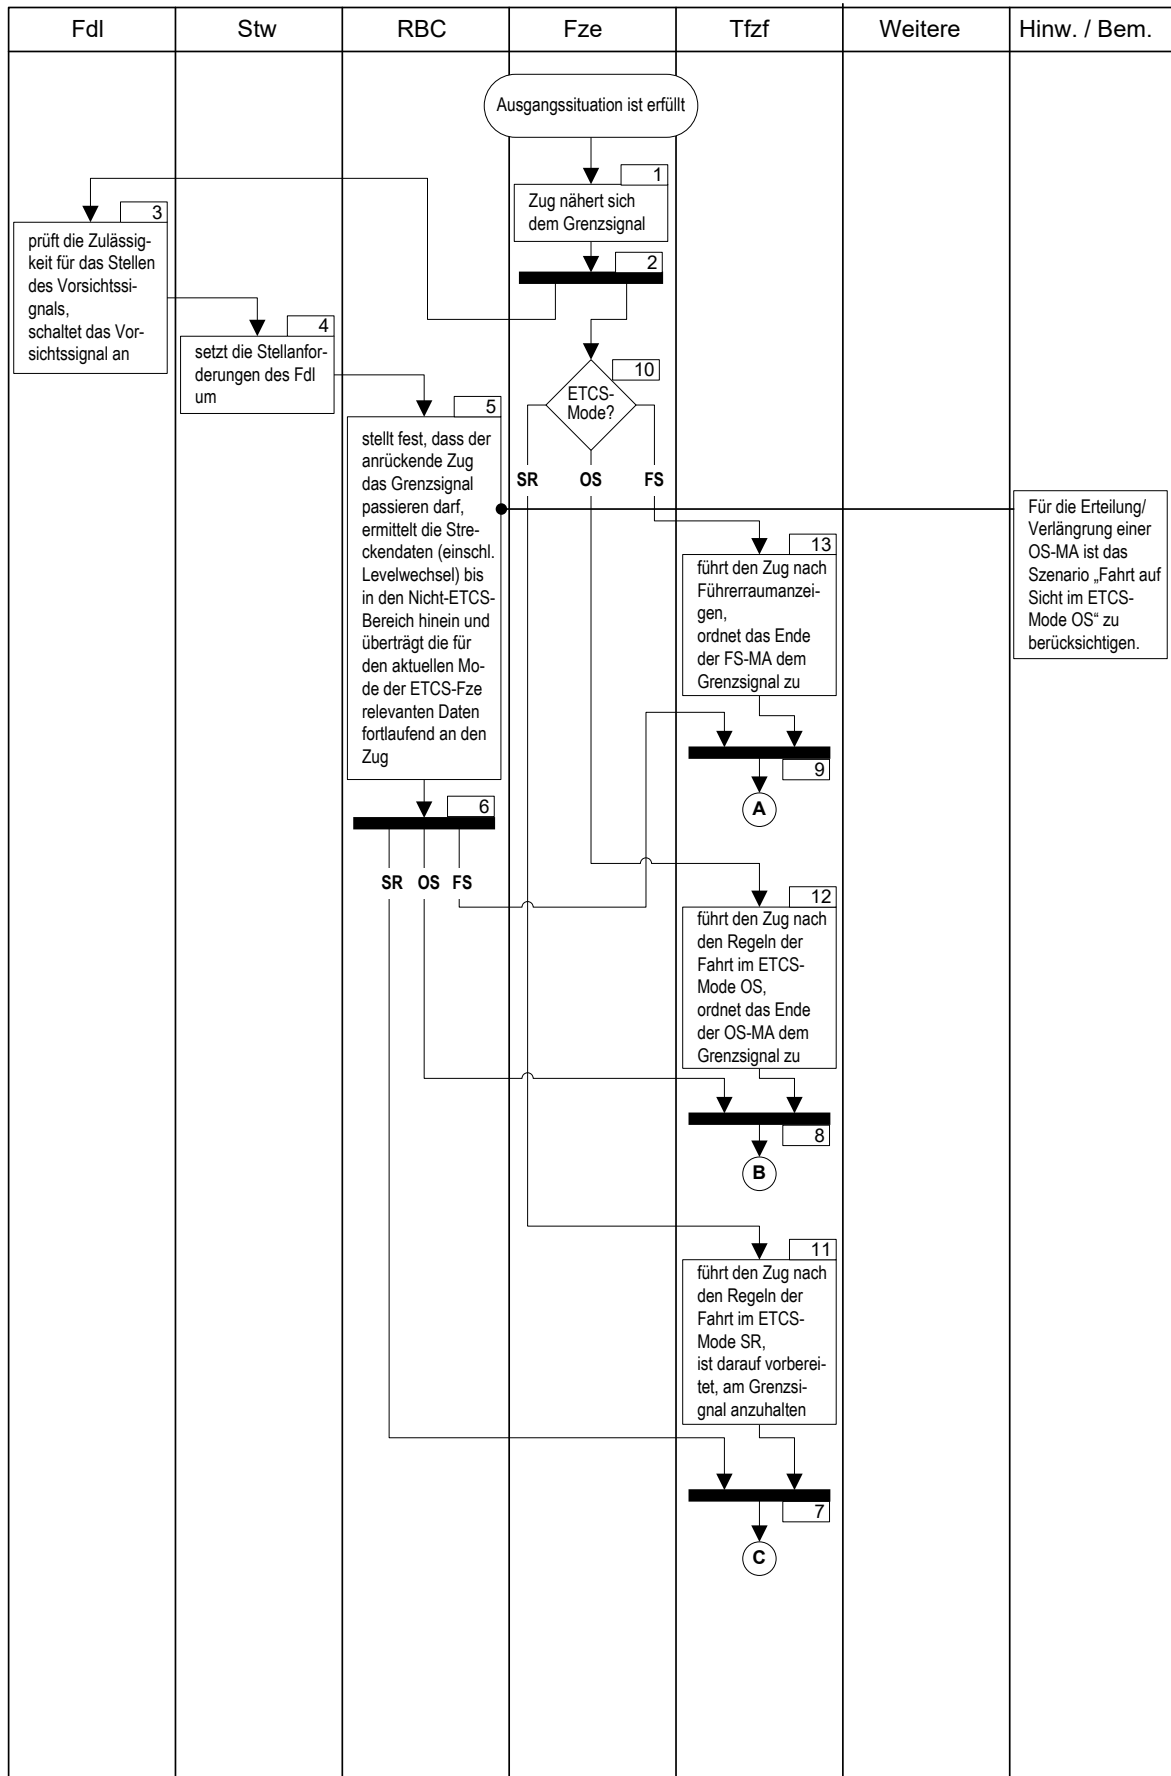 Fdl
Stw
RBC
Fze
Tfzf
Weitere
Hinw. / Bem.
Ausgangssituation ist erfüllt
1
Zug nähert sich
dem Grenzsignal
2
3
prüft die Zulässig-
keit für das Stellen
des Vorsichtssi-
gnals,
schaltet das Vor-
sichtssignal an
4
setzt die Stellanfor-
derungen des Fdl
um
5
stellt fest, dass der
anrückende Zug
das Grenzsignal
passieren darf,
ermittelt die Stre-
ckendaten (einschl.
Levelwechsel) bis
in den Nicht-ETCS-
Bereich hinein und
überträgt die für
den aktuellen Mo-
de der ETCS-Fze
relevanten Daten
fortlaufend an den
Zug
6
SR OS FS
10
ETCS-
Mode?
SR OS FS
Für die Erteilung/
Verlängrung einer
OS-MA ist das
Szenario „Fahrt auf
Sicht im ETCS-
Mode OS“ zu
berücksichtigen.
13
führt den Zug nach
Führerraumanzei-
gen,
ordnet das Ende
der FS-MA dem
Grenzsignal zu
9
A
12
führt den Zug nach
den Regeln der
Fahrt im ETCS-
Mode OS,
ordnet das Ende
der OS-MA dem
Grenzsignal zu
8
B
11
führt den Zug nach
den Regeln der
Fahrt im ETCS-
Mode SR,
ist darauf vorberei-
tet, am Grenzsi-
gnal anzuhalten
7
C